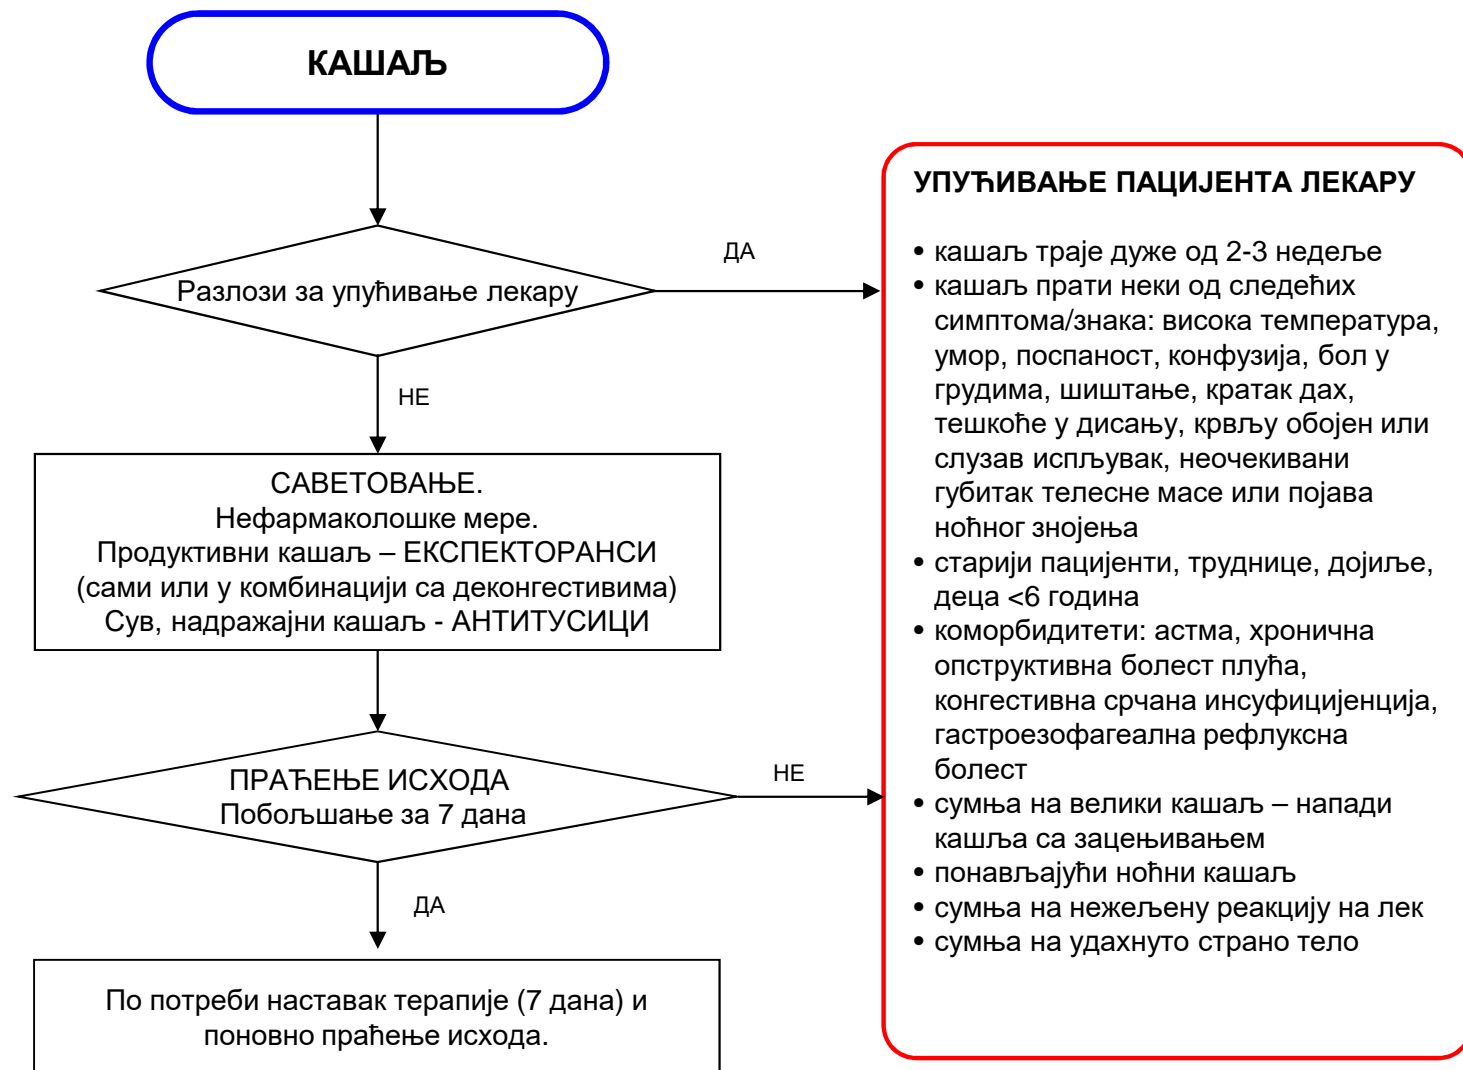 КАШАЉ
Разлози за упућивање лекару
ДА
НЕ
САВЕТОВАЊЕ.
Нефармаколошке мере.
Продуктивни кашаљ – ЕКСПЕКТОРАНСИ
(сами или у комбинацији са деконгестивима)
Сув, надражајни кашаљ - АНТИТУСИЦИ
ПРАЋЕЊЕ ИСХОДА
Побољшање за 7 дана
НЕ
ДА
По потреби наставак терапије (7 дана) и
поновно праћење исхода.
УПУЋИВАЊЕ ПАЦИЈЕНТА ЛЕКАРУ
• кашаљ траје дуже од 2-3 недеље
• кашаљ прати неки од следећих
симптома/знака: висока температура,
умор, поспаност, конфузија, бол у
грудима, шиштање, кратак дах,
тешкоће у дисању, крвљу обојен или
слузав испљувак, неочекивани
губитак телесне масе или појава
ноћног знојења
• старији пацијенти, труднице, дојиље,
деца <6 година
• коморбидитети: астма, хронична
опструктивна болест плућа,
конгестивна срчана инсуфицијенција,
гастроезофагеална рефлуксна
болест
• сумња на велики кашаљ – напади
кашља са зацењивањем
• понављајући ноћни кашаљ
• сумња на нежељену реакцију на лек
• сумња на удахнуто страно тело